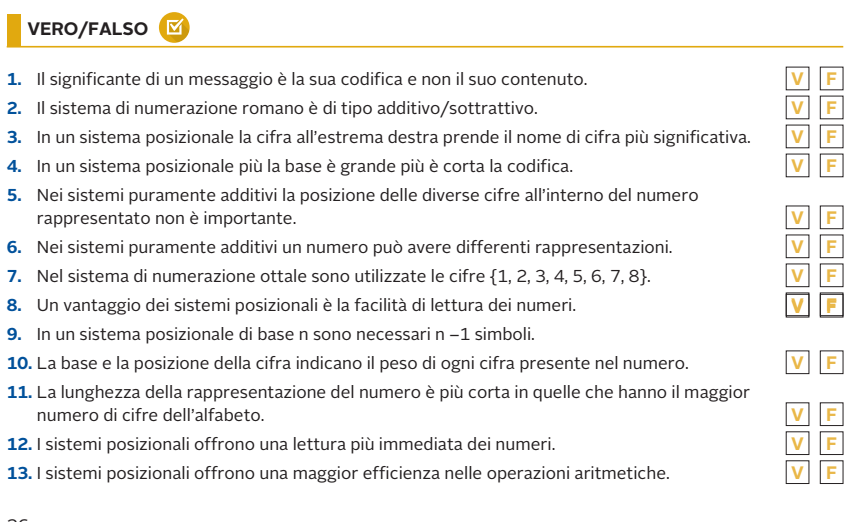 VERO/FALSO
1. Il significante di un messaggio è la sua codifica e non il suo contenuto. V F
2. Il sistema di numerazione romano è di tipo additivo/sottrattivo. V F
3. In un sistema posizionale la cifra all'estrema destra prende il nome di cifra più significativa. V F
4. In un sistema posizionale più la base è grande più è corta la codifica. V F
5. Nei sistemi puramente additivi la posizione delle diverse cifre all'interno del numero
rappresentato non è importante. V F
6. Nei sistemi puramente additivi un numero può avere differenti rappresentazioni. V F
7. Nel sistema di numerazione ottale sono utilizzate le cifre {1, 2, 3, 4, 5, 6, 7, 8}. V F
8. Un vantaggio dei sistemi posizionali è la facilità di lettura dei numeri. V F
9. In un sistema posizionale di base n sono necessari n –1 simboli.
10. La base e la posizione della cifra indicano il peso di ogni cifra presente nel numero. V F
11. La lunghezza della rappresentazione del numero è più corta in quelle che hanno il maggior
numero di cifre dell'alfabeto. V F
12. I sistemi posizionali offrono una lettura più immediata dei numeri. V F
13. I sistemi posizionali offrono una maggior efficienza nelle operazioni aritmetiche. V F